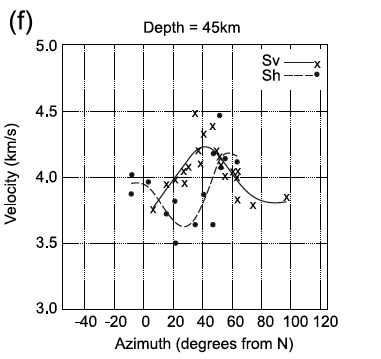 (f)
Depth = 45km
5.0
Sv
Sh
4.5
4.0
3.5
3.0
Velocity (km/s)
-40 -20 0 20 40 60 80 100 120
Azimuth (degrees from N)